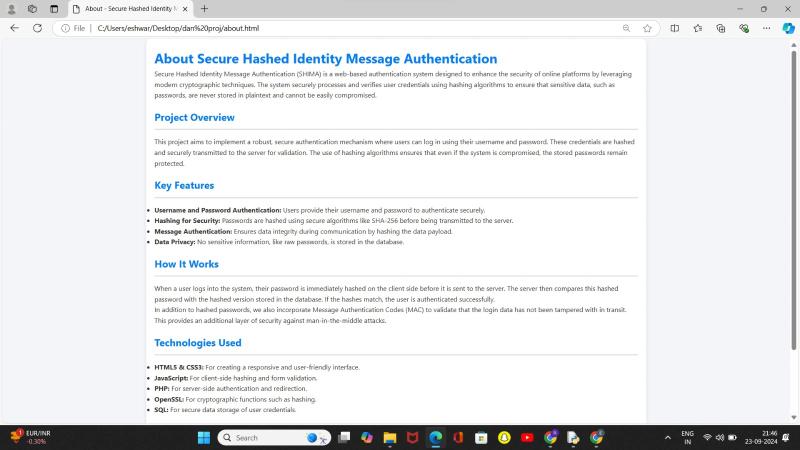 About - Secure Hashed Identity M
File
C:/Users/eshwar/Desktop/dan%20proj/about.html
About Secure Hashed Identity Message Authentication
Secure Hashed Identity Message Authentication (SHIMA) is a web-based authentication system designed to enhance the security of online platforms by leveraging
modern cryptographic techniques. The system securely processes and verifies user credentials using hashing algorithms to ensure that sensitive data, such as
passwords, are never stored in plaintext and cannot be easily compromised.
Project Overview
This project aims to implement a robust, secure authentication mechanism where users can log in using their username and password. These credentials are hashed
and securely transmitted to the server for validation. The use of hashing algorithms ensures that even if the system is compromised, the stored passwords remain
protected.
Key Features
• Username and Password Authentication: Users provide their username and password to authenticate securely.
• Hashing for Security: Passwords are hashed using secure algorithms like SHA-256 before being transmitted to the server.
• Message Authentication: Ensures data integrity during communication by hashing the data payload.
• Data Privacy: No sensitive information, like raw passwords, is stored in the database.
How It Works
When a user logs into the system, their password is immediately hashed on the client side before it is sent to the server. The server then compares this hashed
password with the hashed version stored in the database. If the hashes match, the user is authenticated successfully.
In addition to hashed passwords, we also incorporate Message Authentication Codes (MAC) to validate that the login data has not been tampered with in transit.
This provides an additional layer of security against man-in-the-middle attacks.
Technologies Used
• HTML5 & CSS3: For creating a responsive and user-friendly interface.
• JavaScript: For client-side hashing and form validation.
• PHP: For server-side authentication and redirection.
• OpenSSL: For cryptographic functions such as hashing.
• SQL: For secure data storage of user credentials.
EUR/INR
-0.30%
Search
ENG
IN
21:46
23-09-2024